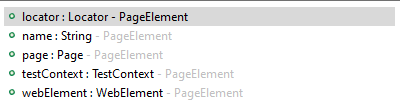 locator : Locator - PageElement
name : String - PageElement
page : Page - PageElement
testContext : TestContext - PageElement
webElement : WebElement - PageElement